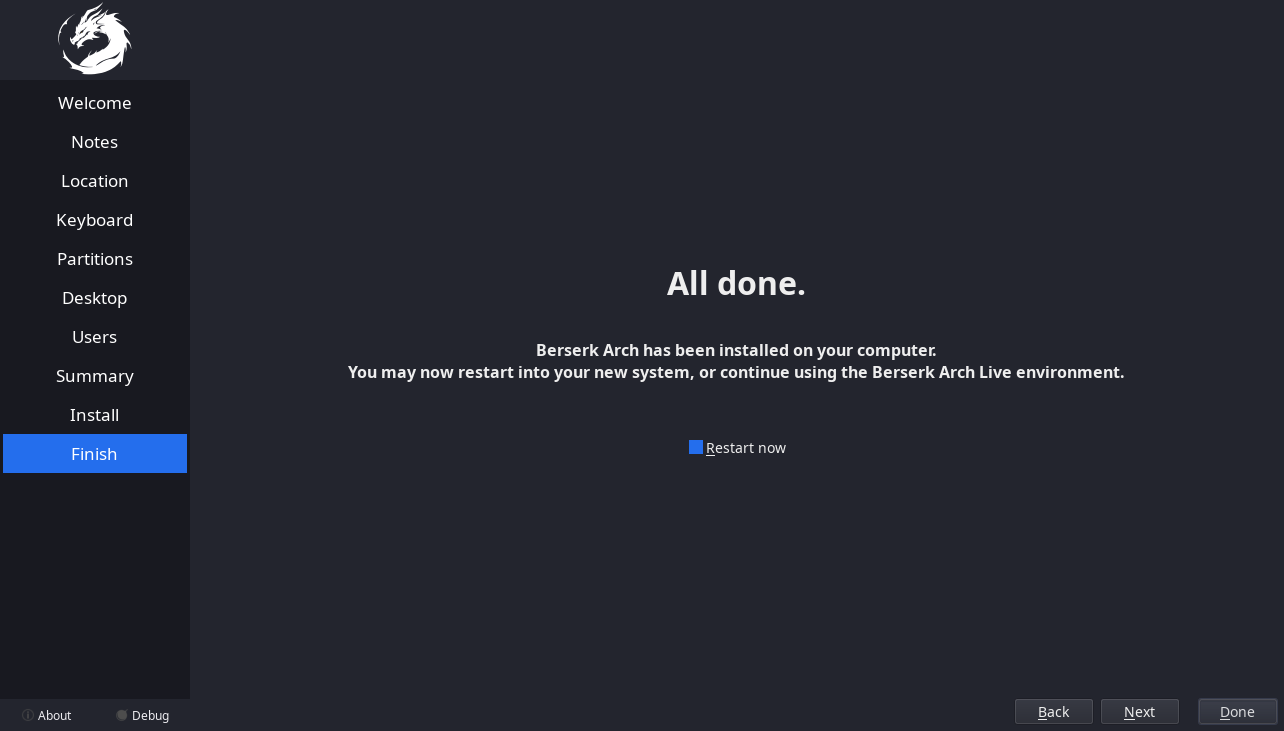 Welcome
Notes
Location
Keyboard
Partitions
Desktop
Users
Summary
Install
Finish
All done.
Berserk Arch has been installed on your computer.
You may now restart into your new system, or continue using the Berserk Arch Live environment.
Restart now
About
Debug
Back
Next
Done